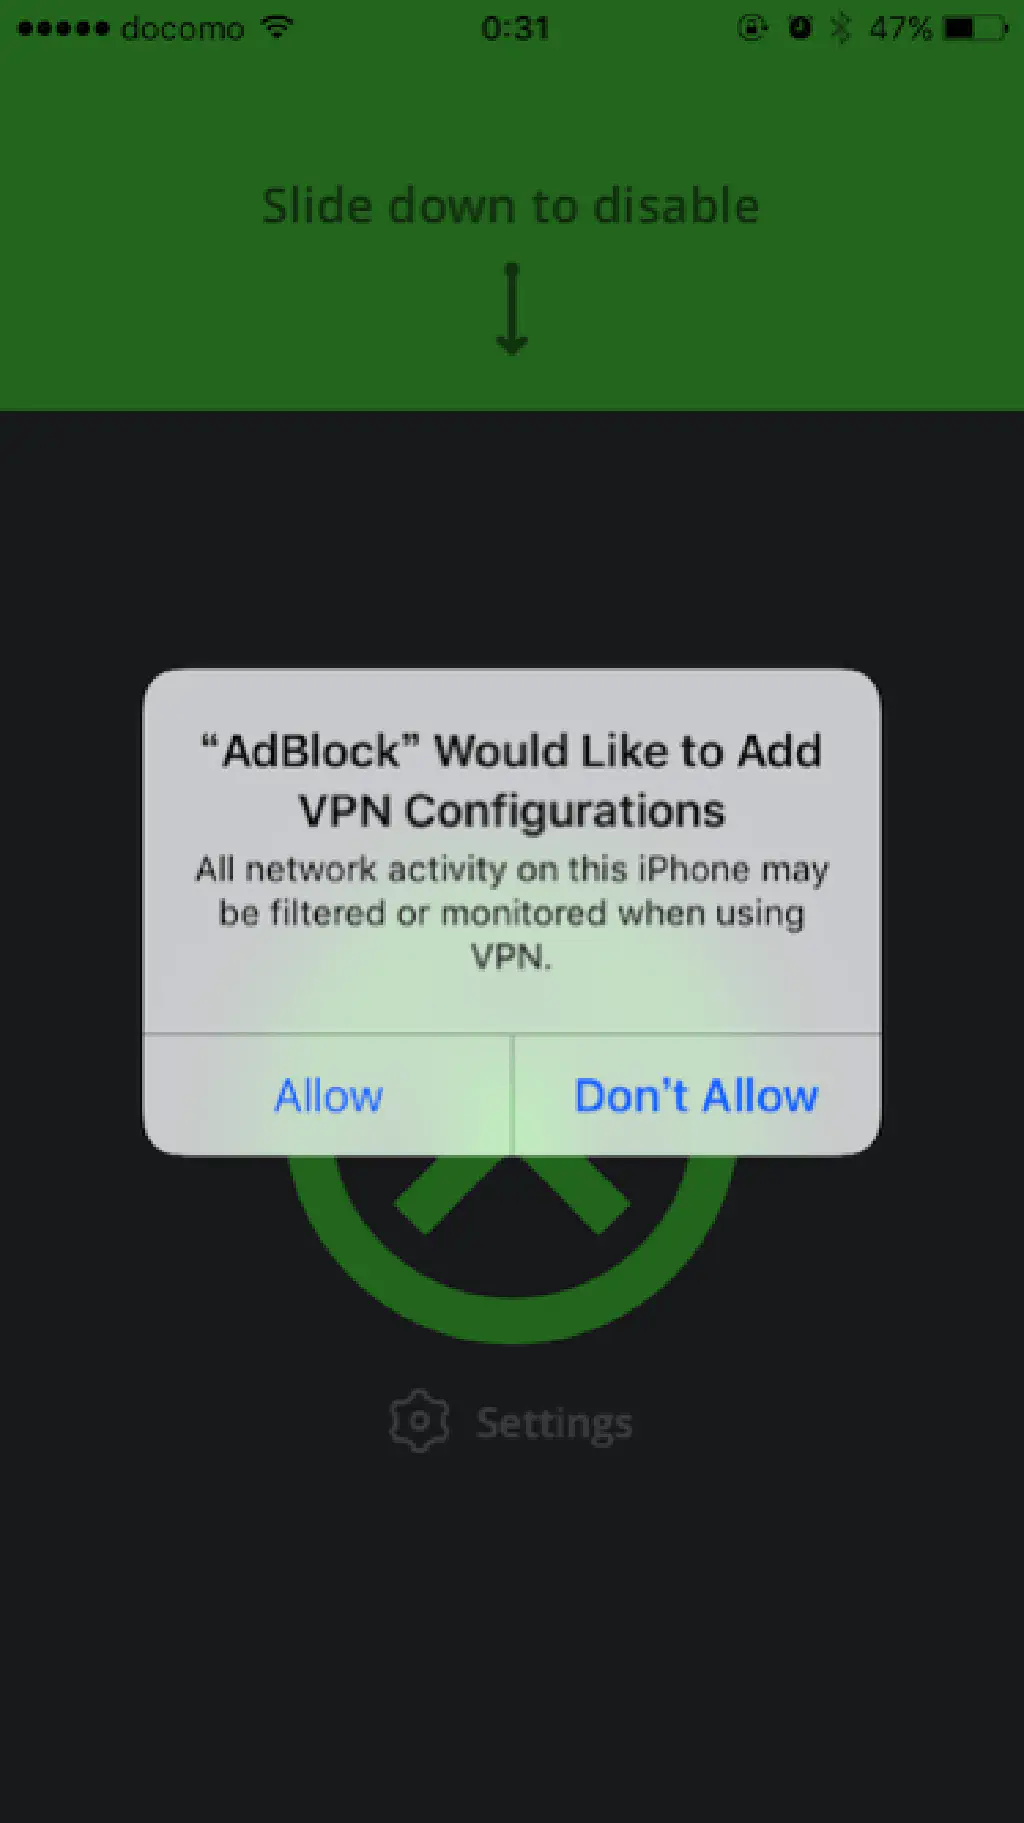 docomo 0:31 47%
Slide down to disable
“AdBlock” Would Like to Add
VPN Configurations
All network activity on this iPhone may
be filtered or monitored when using
VPN.
Allow Don't Allow
Settings